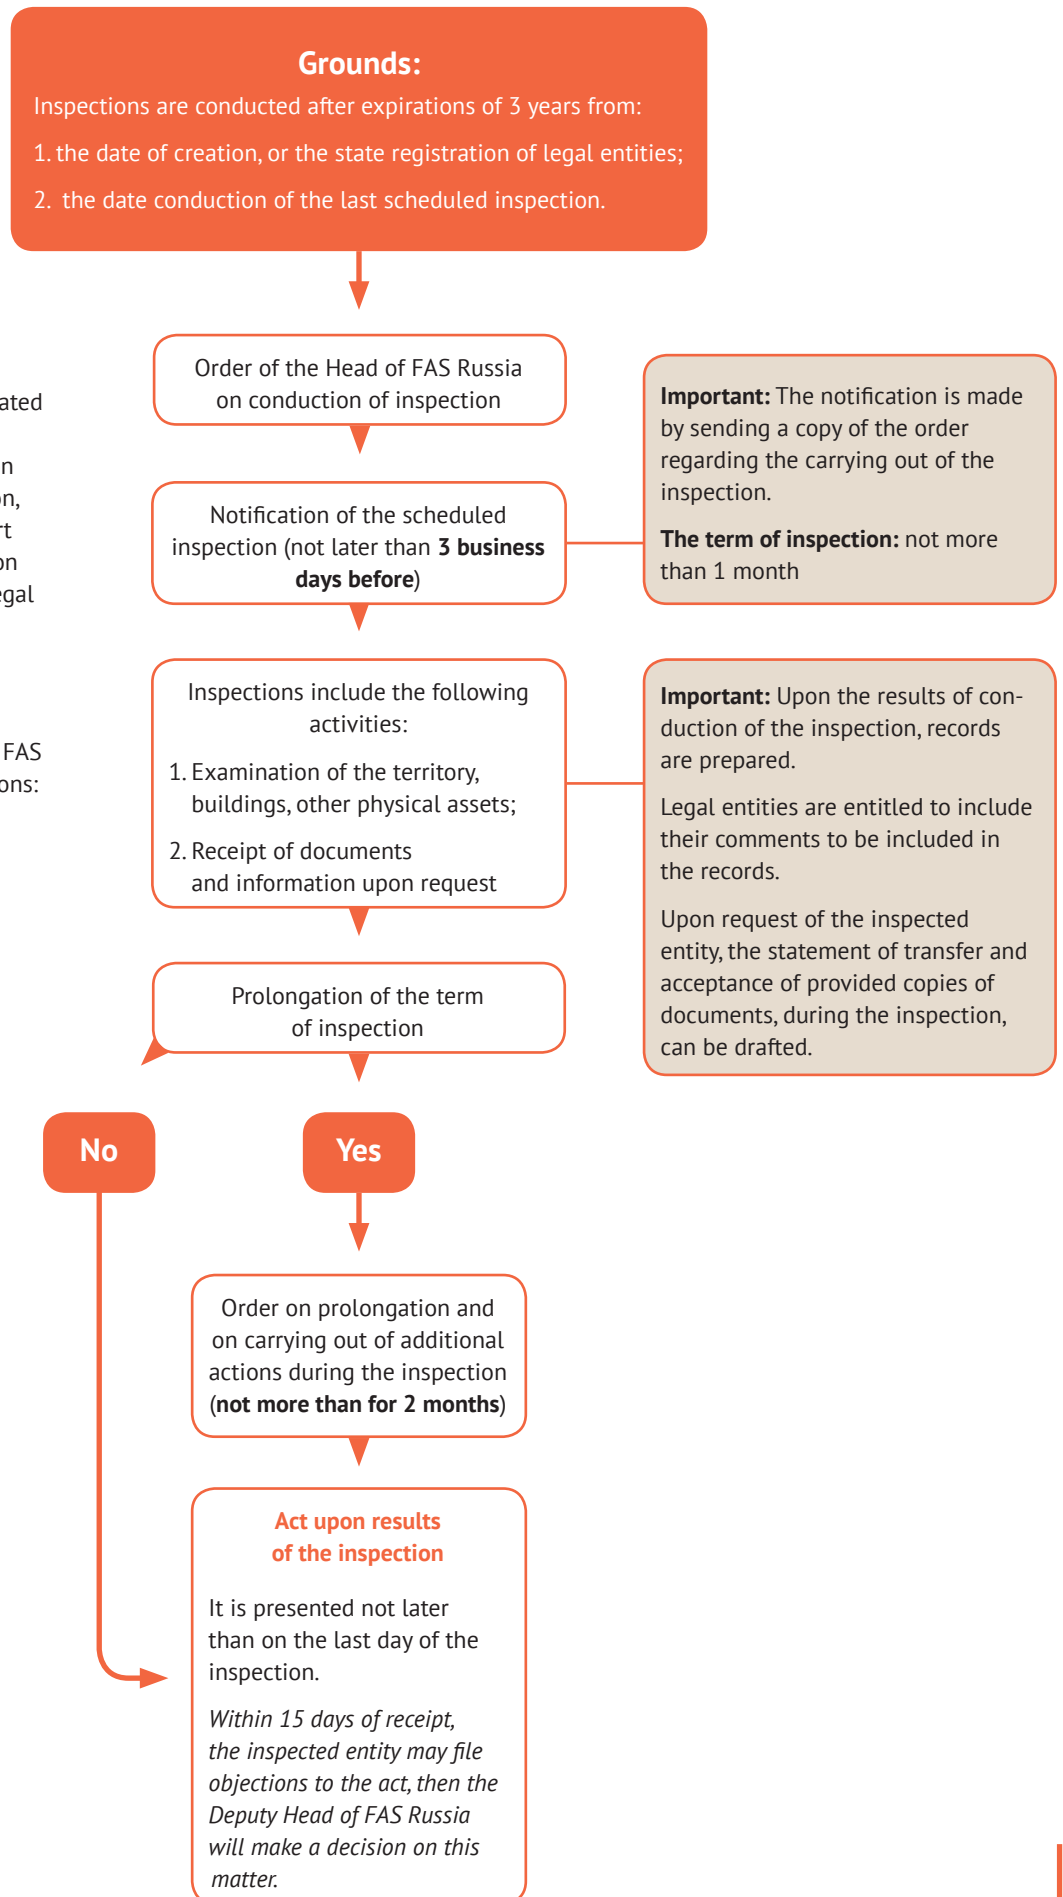 Grounds:
Inspections are conducted after expirations of 3 years from:
1. the date of creation, or the state registration of legal entities;
2. the date conduction of the last scheduled inspection.
Order of the Head of FAS Russia
on conduction of inspection
Notification of the scheduled
inspection (not later than 3 business
days before)
Important: The notification is made
by sending a copy of the order
regarding the carrying out of the
inspection.
The term of inspection: not more
than 1 month
Inspections include the following
activities:
1. Examination of the territory,
buildings, other physical assets;
2. Receipt of documents
and information upon request
Important: Upon the results of con-
duction of the inspection, records
are prepared.
Legal entities are entitled to include
their comments to be included in
the records.
Upon request of the inspected
entity, the statement of transfer and
acceptance of provided copies of
documents, during the inspection,
can be drafted.
FAS
Prolongation of the term
of inspection
No
Yes
Order on prolongation and
on carrying out of additional
actions during the inspection
(not more than for 2 months)
Act upon results
of the inspection
It is presented not later
than on the last day of the
inspection.
Within 15 days of receipt,
the inspected entity may file
objections to the act, then the
Deputy Head of FAS Russia
will make a decision on this
matter.